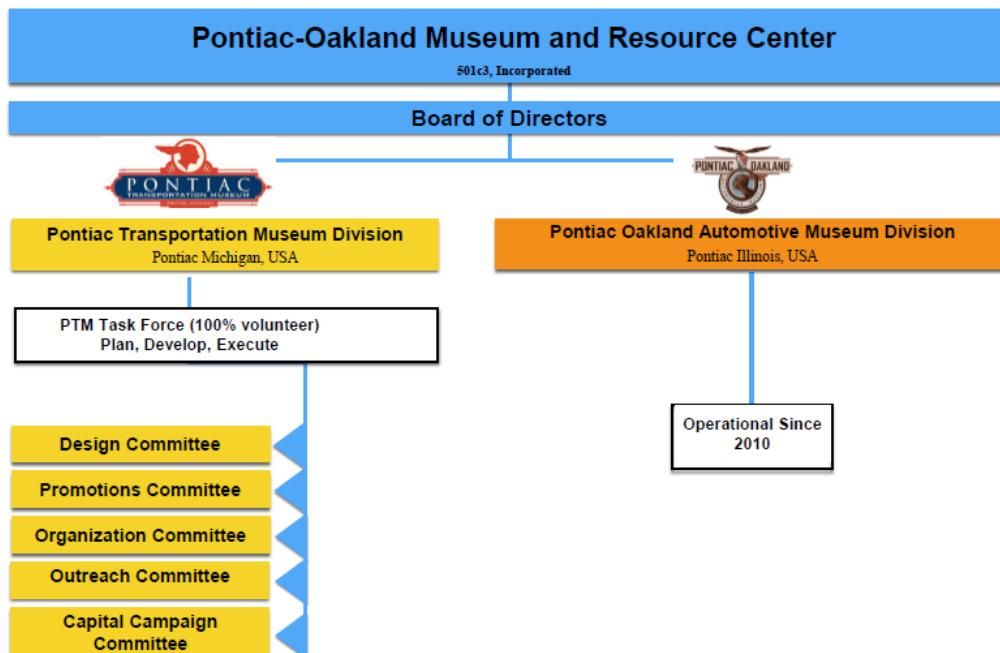 Pontiac-Oakland Museum and Resource Center
501c3, Incorporated
Board of Directors
PONTIAC
TRANSPORTATION MUSEUM
PONTIAC, MICHIGAN
PONTIAC OAKLAND
Pontiac Transportation Museum Division
Pontiac Michigan, USA
Pontiac Oakland Automotive Museum Division
Pontiac Illinois, USA
PTM Task Force (100% volunteer)
Plan, Develop, Execute
Operational Since
2010
Design Committee
Promotions Committee
Organization Committee
Outreach Committee
Capital Campaign
Committee